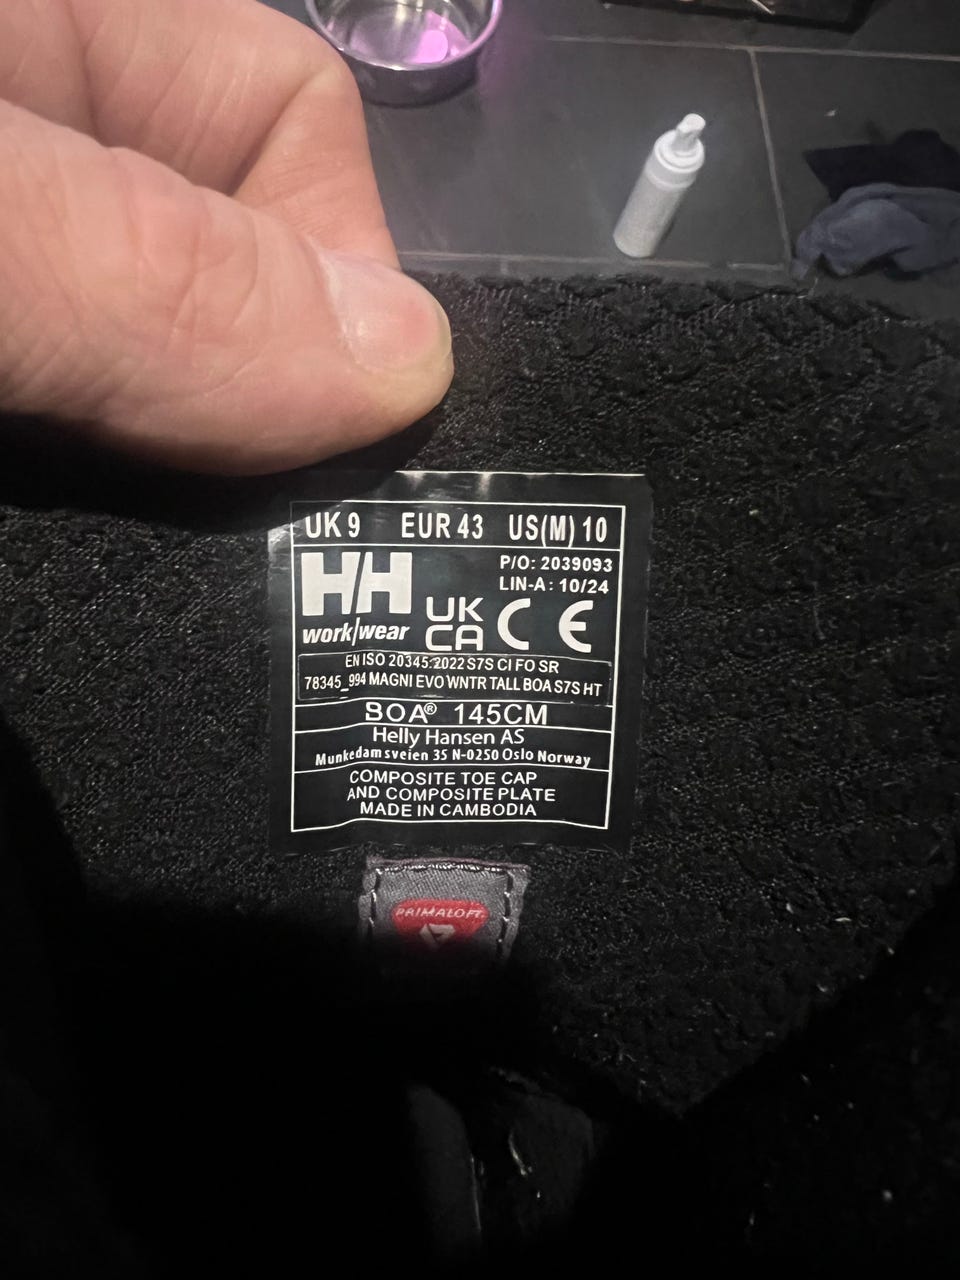 UK 9 EUR 43 US(M) 10
HH
work/wear
P/O: 2039093
LIN-A: 10/24
UK
CA CE
EN ISO 20345:2022 S7S CI FO SR
78345_994 MAGNI EVO WNTR TALL BOA S7S HT
BOA® 145CM
Helly Hansen AS
Munkedamsveien 35 N-0250 Oslo Norway
COMPOSITE TOE CAP
AND COMPOSITE PLATE
MADE IN CAMBODIA
PRIMALOFT